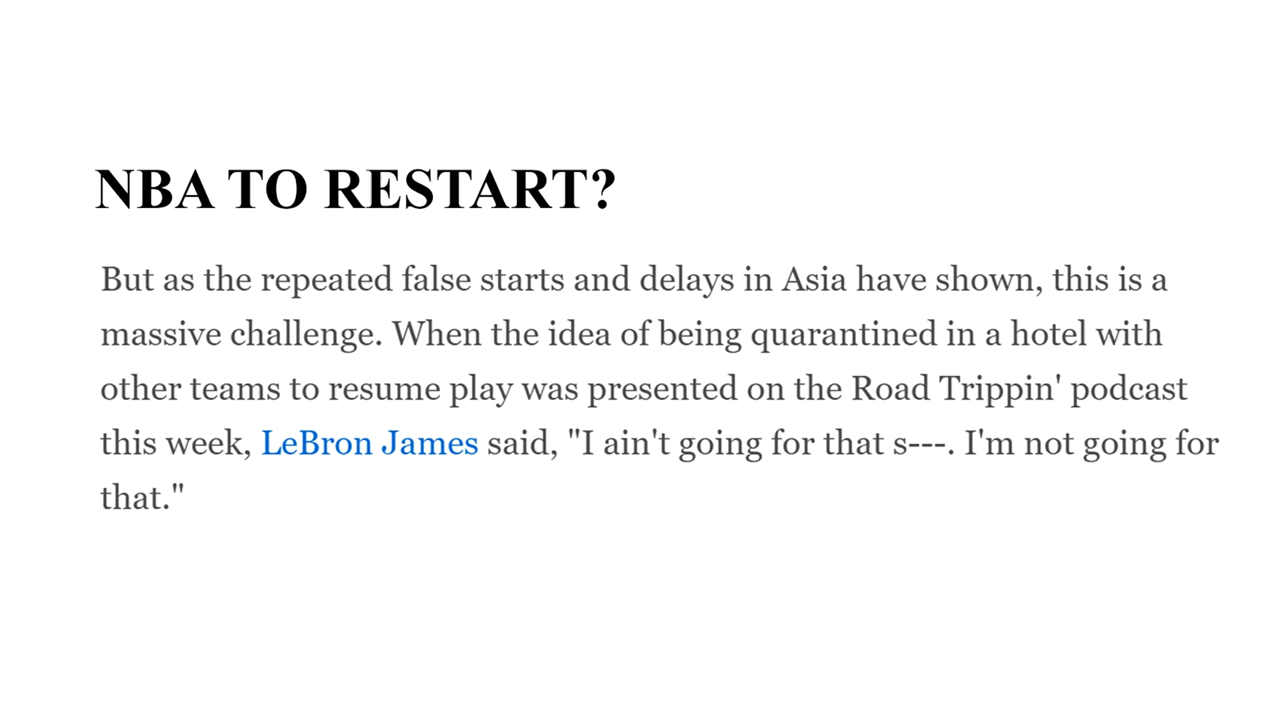 NBA TO RESTART?
But as the repeated false starts and delays in Asia have shown, this is a
massive challenge. When the idea of being quarantined in a hotel with
other teams to resume play was presented on the Road Trippin' podcast
this week, LeBron James said, "I ain't going for that s---. I'm not going for
that."